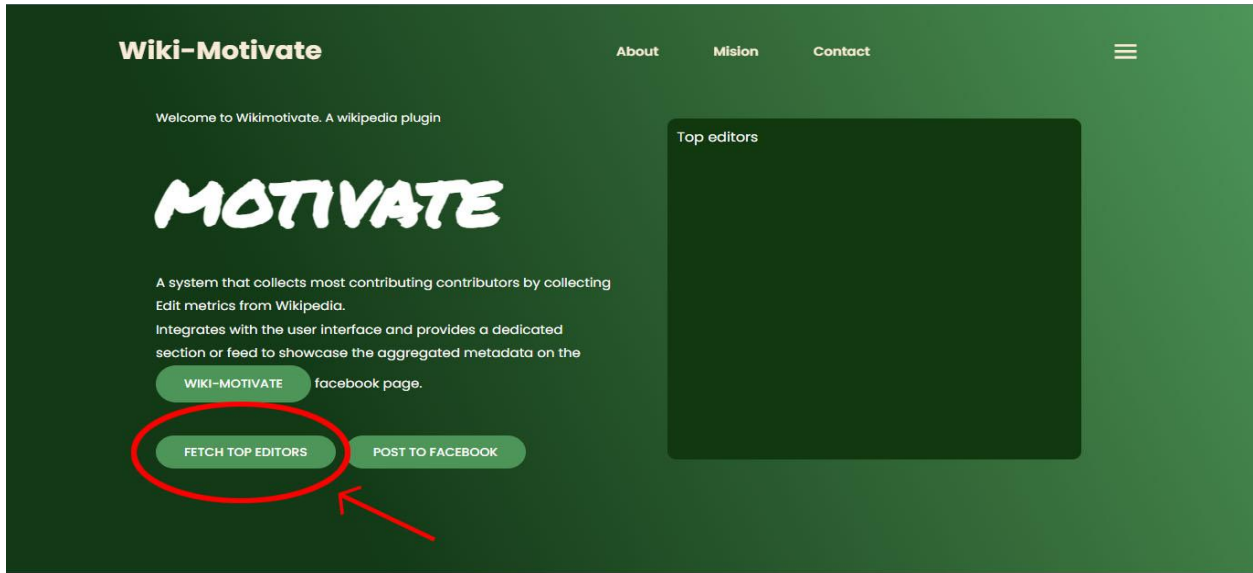 Wiki-Motivate
About
Mision
Contact
Welcome to Wikimotivate. A wikipedia plugin
MOTIVATE
A system that collects most contributing contributors by collecting
Edit metrics from Wikipedia.
Integrates with the user interface and provides a dedicated
section or feed to showcase the aggregated metadata on the
WIKI-MOTIVATE facebook page.
FETCH TOP EDITORS
POST TO FACEBOOK
Top editors